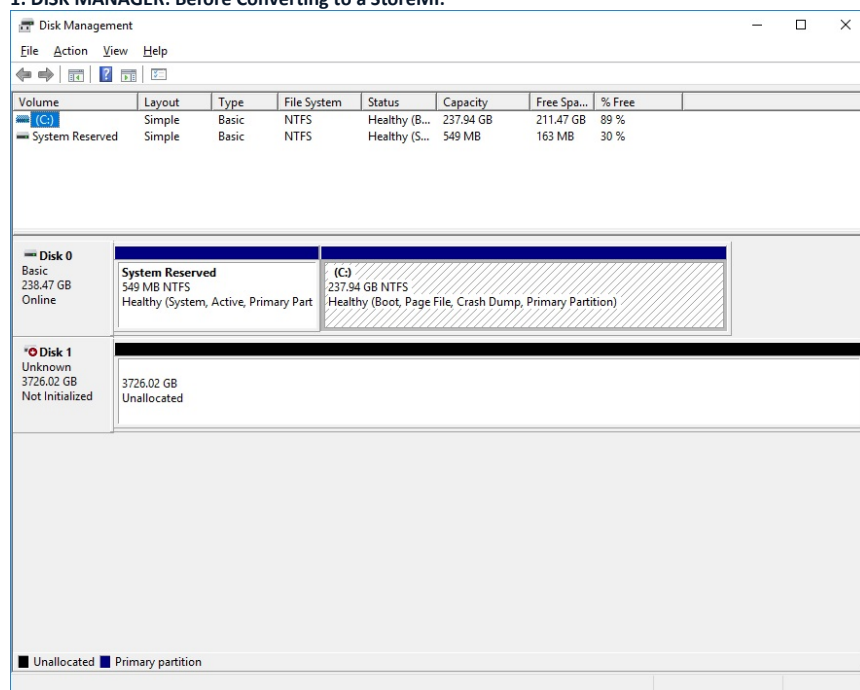 1. DISK MANAGER: Before Converting to a StoreMI:
Disk Management
File Action View Help
Volume Layout Type File System Status Capacity Free Spa... % Free
(C:) Simple Basic NTFS Healthy (B... 237.94 GB 211.47 GB 89 %
System Reserved Simple Basic NTFS Healthy (S... 549 MB 163 MB 30 %
Disk 0
Basic
238.47 GB
Online
System Reserved
549 MB NTFS
Healthy (System, Active, Primary Part
(C:)
237.94 GB NTFS
Healthy (Boot, Page File, Crash Dump, Primary Partition)
Disk 1
Unknown
3726.02 GB
Not Initialized
3726.02 GB
Unallocated
Unallocated Primary partition